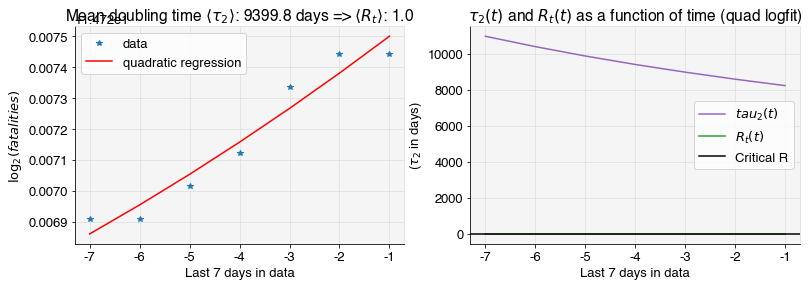 Mean doubling time ⟨τ₂⟩: 9399.8 days => ⟨Rₜ⟩: 1.0
+1.472e1
0.0075
0.0074
0.0073
0.0072
0.0071
0.0070
0.0069
log₂(fatalities)
data
quadratic regression
-7 -6 -5 -4 -3 -2 -1
Last 7 days in data
τ₂(t) and Rₜ(t) as a function of time (quad logfit)
10000
8000
6000
4000
2000
0
(τ₂ in days)
tau₂(t)
Rₜ(t)
Critical R
-7 -6 -5 -4 -3 -2 -1
Last 7 days in data